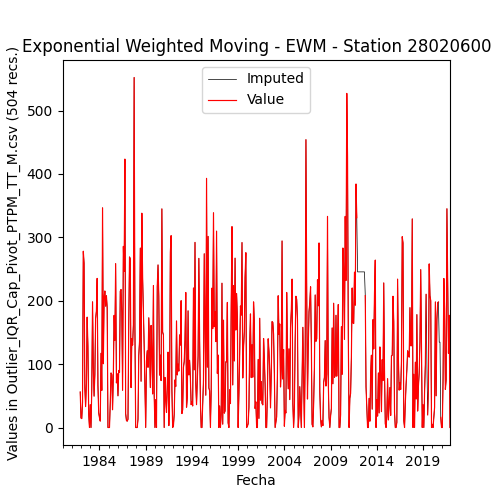 Exponential Weighted Moving - EWM - Station 28020600
Imputed
Value
Values in Outlier_IQR_Cap_Pivot_PTPM_TT_M.csv (504 recs.)
500
400
300
200
100
0
1984 1989 1994 1999 2004 2009 2014 2019
Fecha